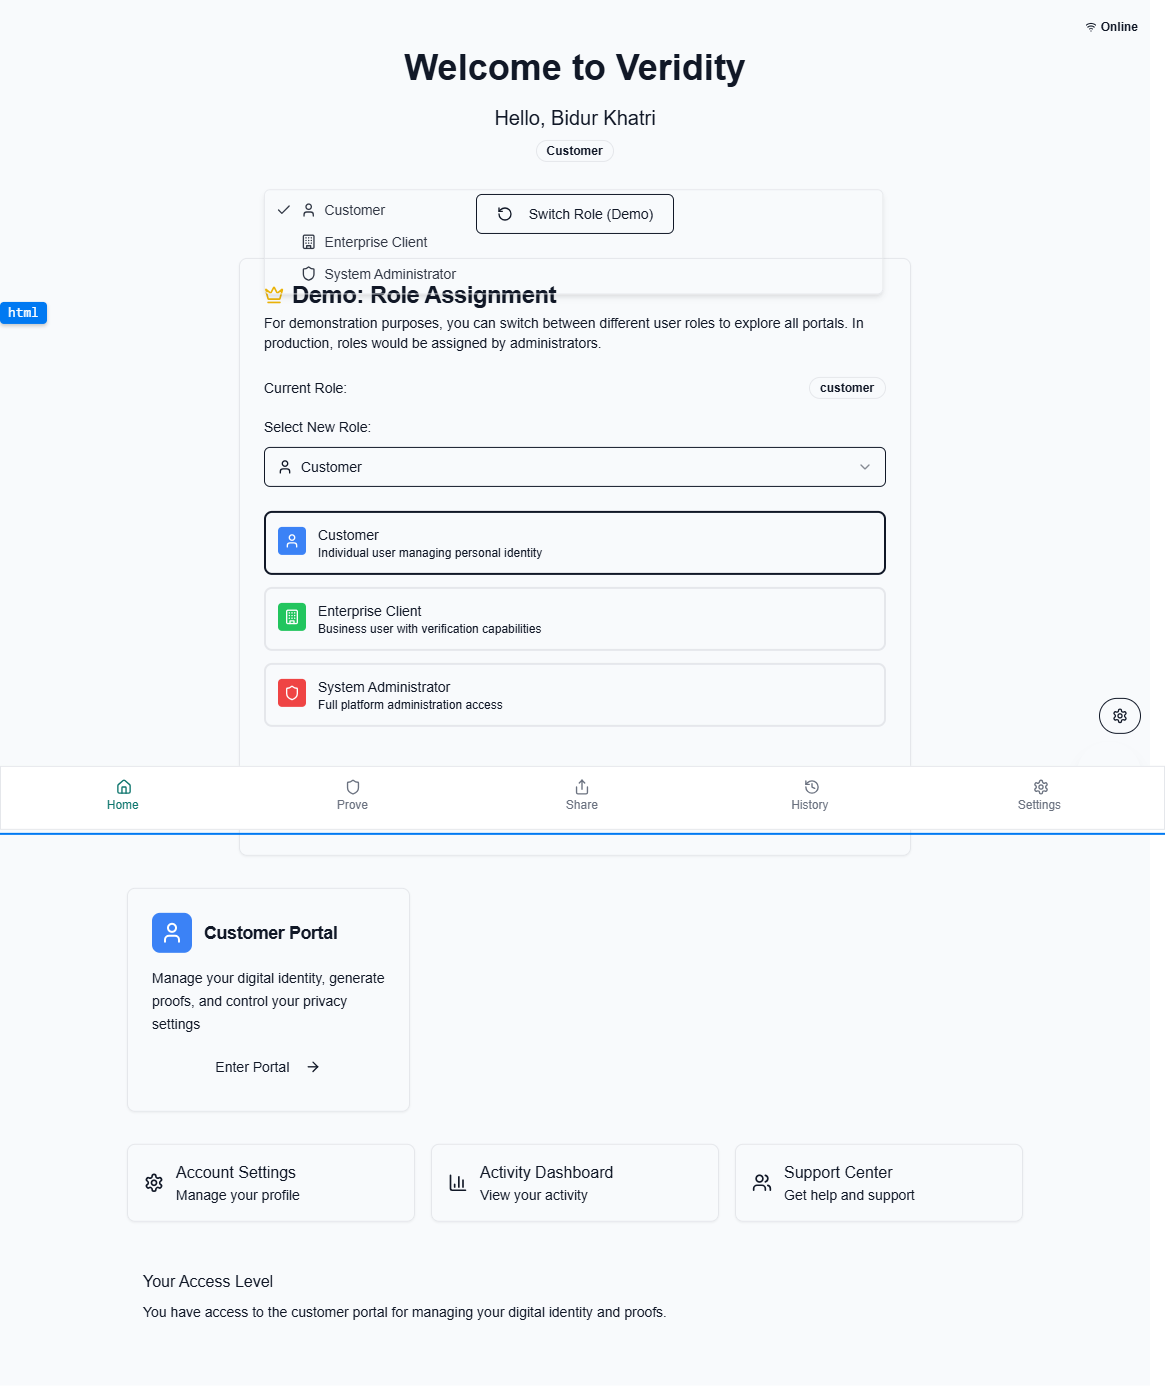 Online
Welcome to Veridity
Hello, Bidur Khatri
Customer
Customer
Switch Role (Demo)
Enterprise Client
System Administrator
Demo: Role Assignment
html
For demonstration purposes, you can switch between different user roles to explore all portals. In
production, roles would be assigned by administrators.
Current Role:
customer
Select New Role:
Customer
Customer
Individual user managing personal identity
Enterprise Client
Business user with verification capabilities
System Administrator
Full platform administration access
Home
Prove
Share
History
Settings
Customer Portal
Manage your digital identity, generate
proofs, and control your privacy
settings
Enter Portal
Account Settings
Manage your profile
Activity Dashboard
View your activity
Support Center
Get help and support
Your Access Level
You have access to the customer portal for managing your digital identity and proofs.